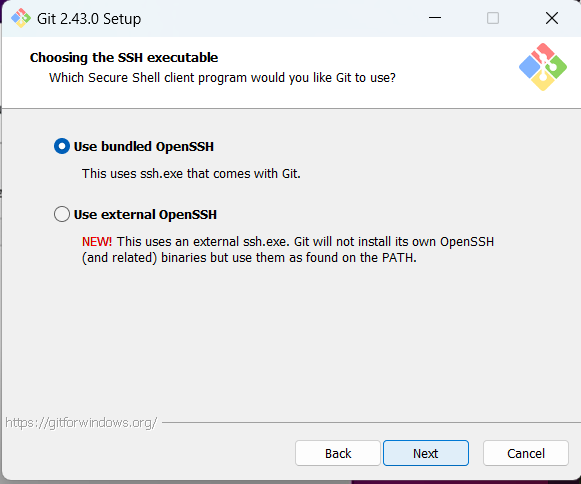 Git 2.43.0 Setup
Choosing the SSH executable
Which Secure Shell client program would you like Git to use?
Use bundled OpenSSH
This uses ssh.exe that comes with Git.
Use external OpenSSH
NEW! This uses an external ssh.exe. Git will not install its own OpenSSH
(and related) binaries but use them as found on the PATH.
https://gitforwindows.org/
Back
Next
Cancel